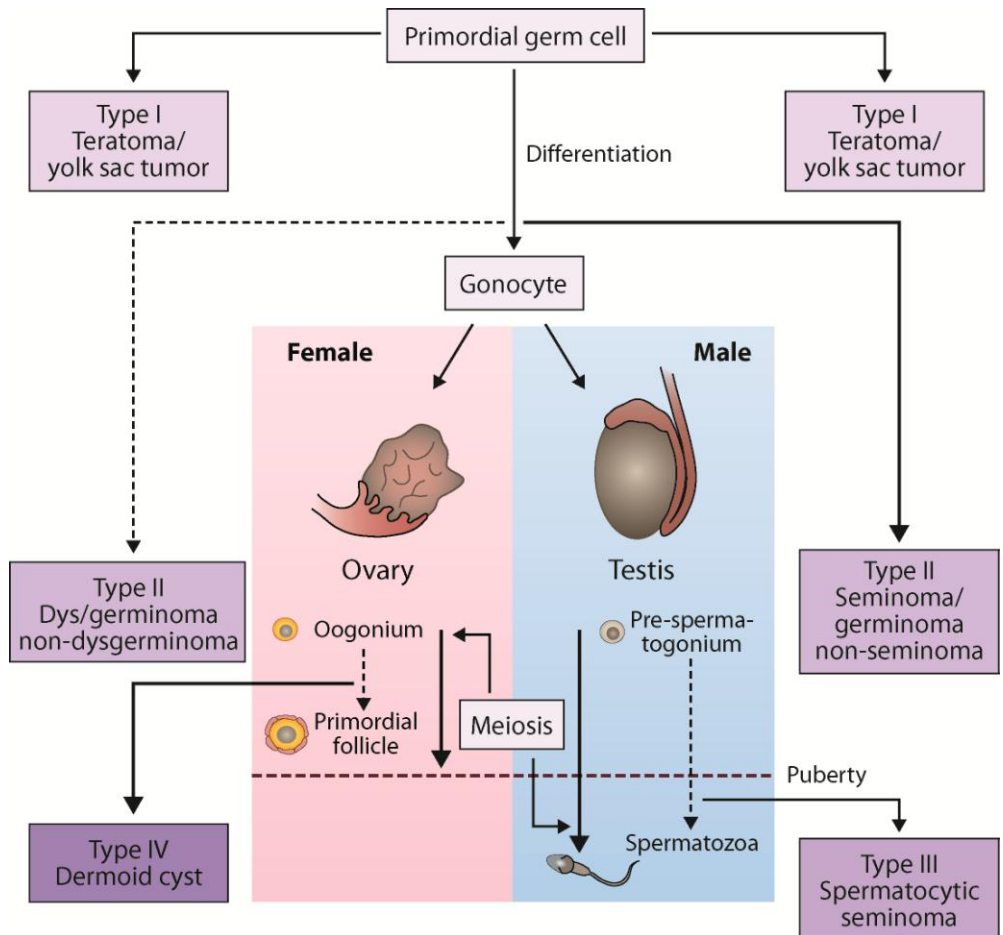 Primordial germ cell
Type I
Teratoma/
yolk sac tumor
Type I
Teratoma/
yolk sac tumor
Differentiation
Gonocyte
Female
Male
Ovary
Testis
Type II
Dys/germinoma
non-dysgerminoma
Type II
Seminoma/
germinoma
non-seminoma
Oogonium
Pre-sperma-
togonium
Primordial
follicle
Meiosis
Puberty
Type IV
Dermoid cyst
Spermatozoa
Type III
Spermatocytic
seminoma